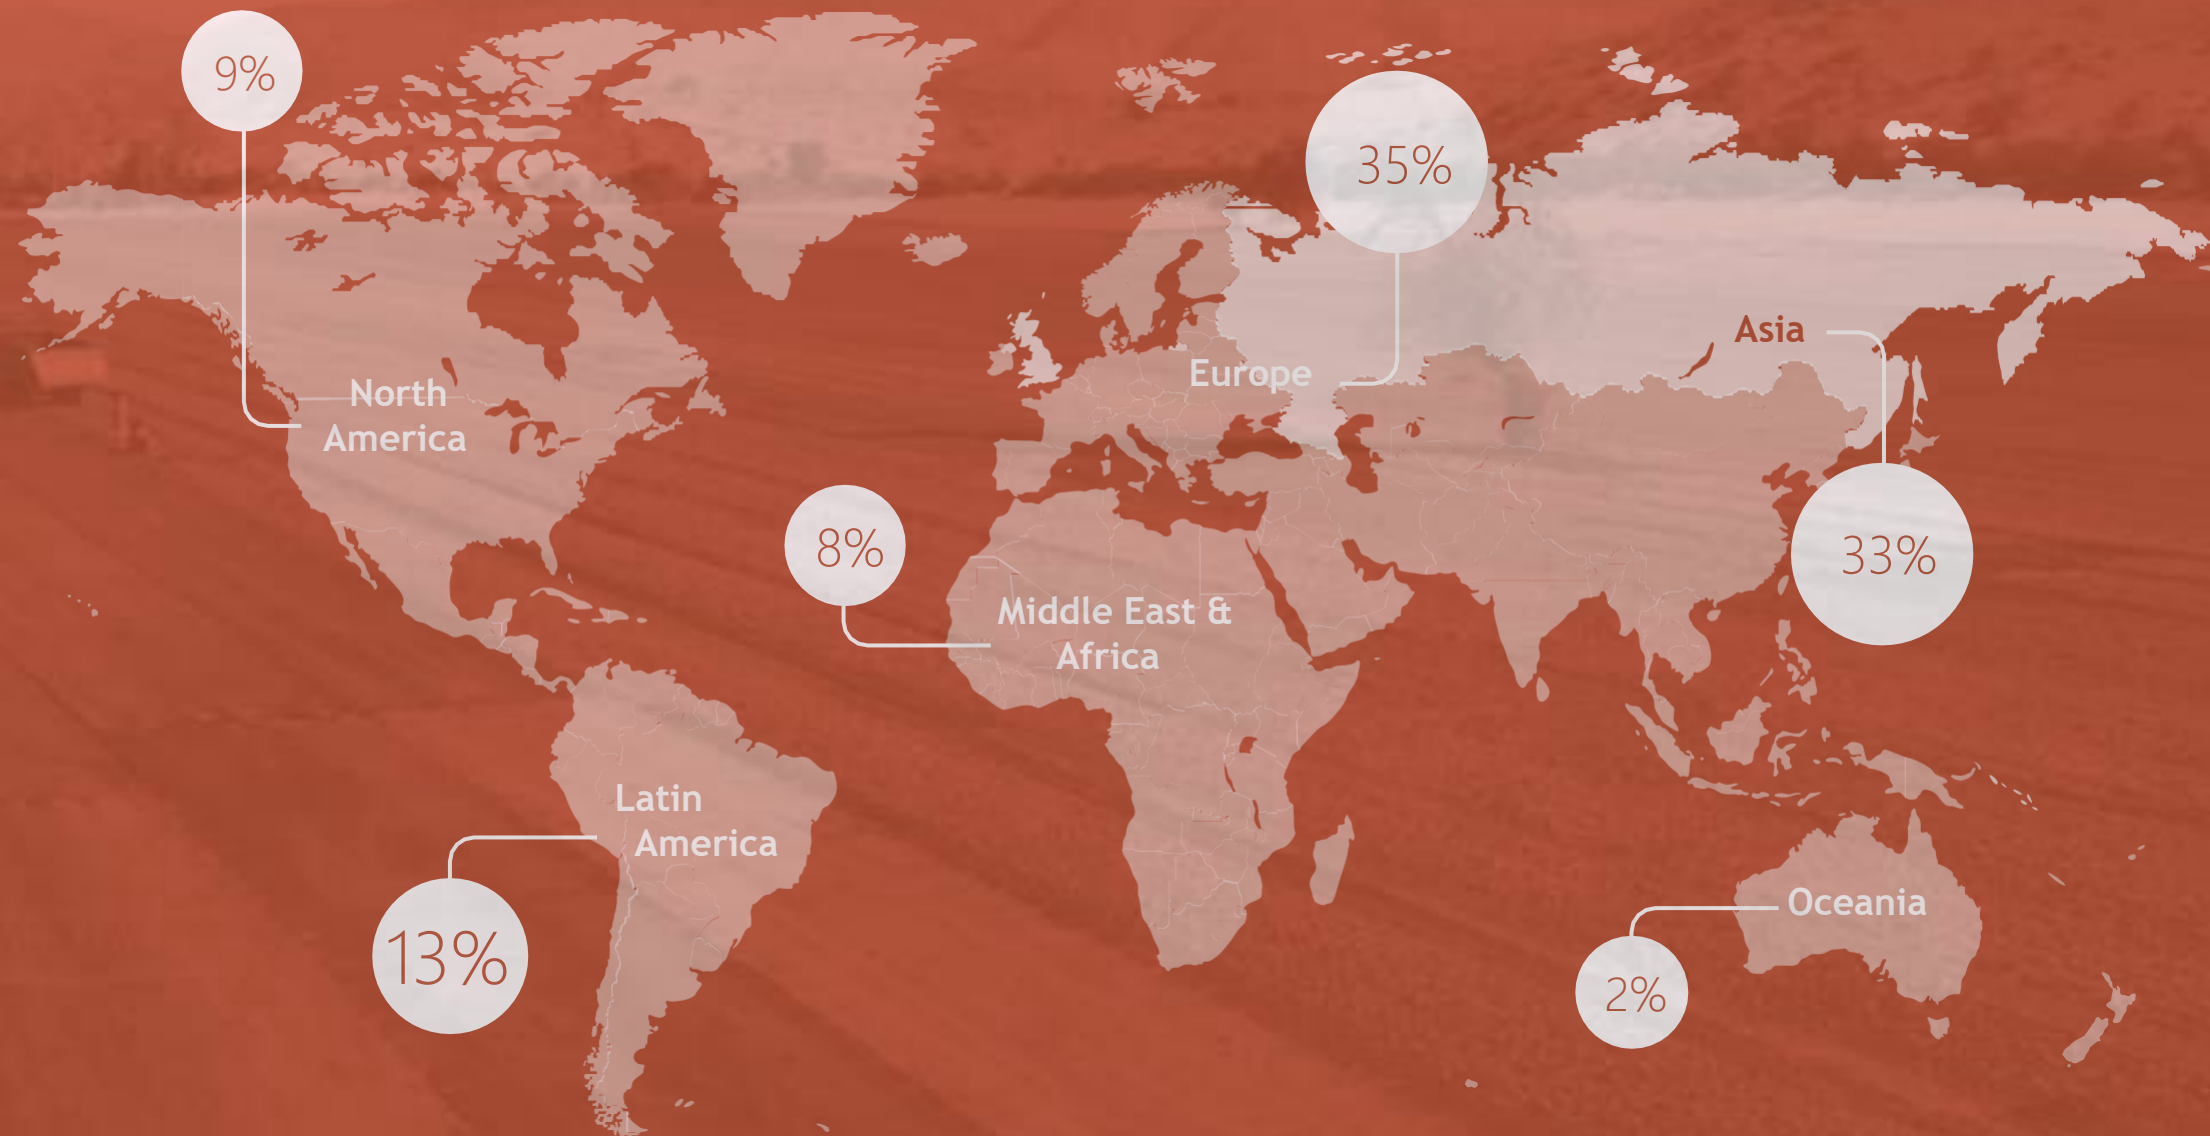 9%
35%
Asia
Europe
North
America
33%
8%
Middle East &
Africa
Latin
America
Oceania
13%
2%